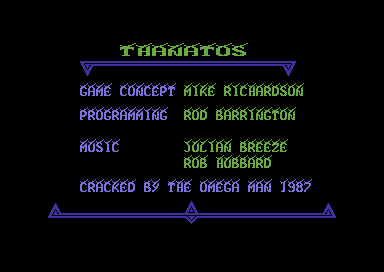 THANATOS
GAME CONCEPT MIKE RICHARDSON
PROGRAMMING ROD BARRINGTON
MUSIC JULIAN BREEZE
ROB HUBBARD
CRACKED BY THE OMEGA MAN 1987